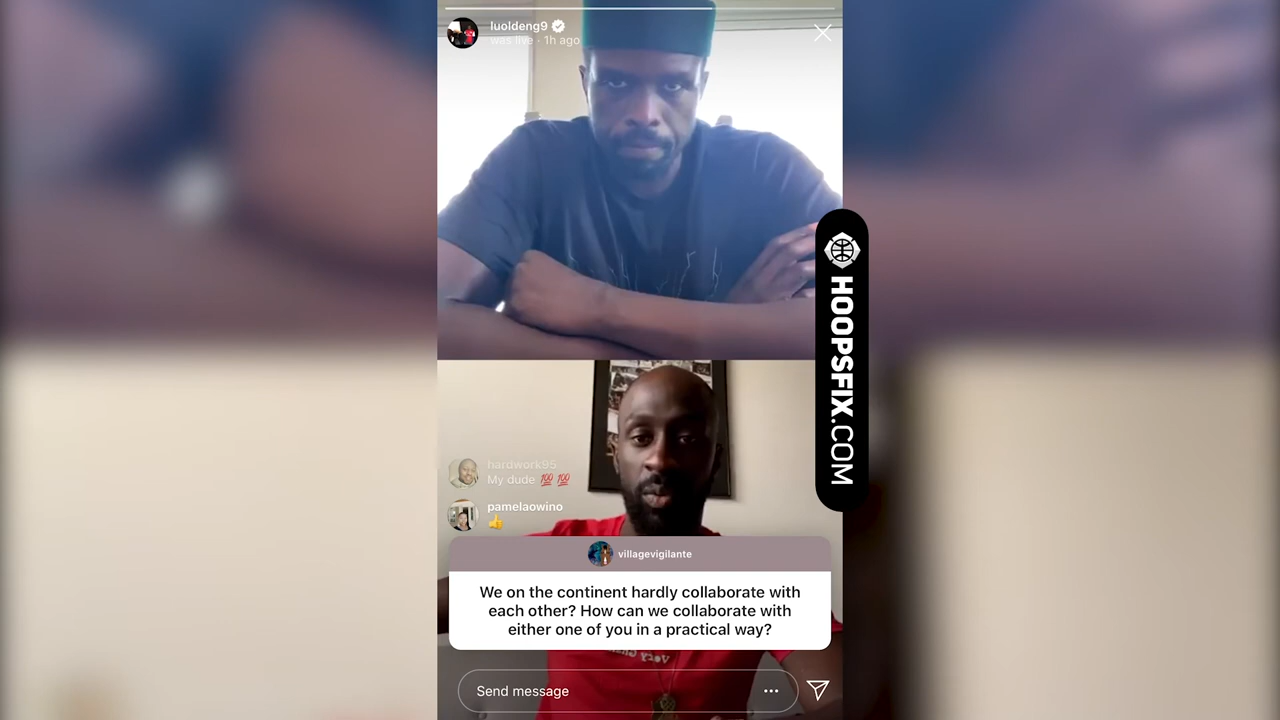 luoldeng9
was live · 1h ago
HOOPSFIX.COM
hardwork95
My dude 💯 💯
pamelaowino
👍
villagevigilante
We on the continent hardly collaborate with
each other? How can we collaborate with
either one of you in a practical way?
Send message